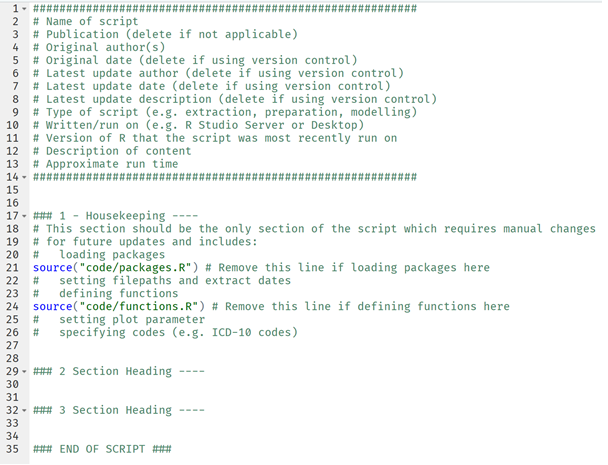 1 ##########################################################
2 # Name of script
3 # Publication (delete if not applicable)
4 # Original author(s)
5 # Original date (delete if using version control)
6 # Latest update author (delete if using version control)
7 # Latest update date (delete if using version control)
8 # Latest update description (delete if using version control)
9 # Type of script (e.g. extraction, preparation, modelling)
10 # Written/run on (e.g. R Studio Server or Desktop)
11 # Version of R that the script was most recently run on
12 # Description of content
13 # Approximate run time
14 ##########################################################
15
16
17 ### 1 - Housekeeping ----
18 # This section should be the only section of the script which requires manual changes
19 # for future updates and includes:
20 #   loading packages
21 source("code/packages.R") # Remove this line if loading packages here
22 #   setting filepaths and extract dates
23 #   defining functions
24 source("code/functions.R") # Remove this line if defining functions here
25 #   setting plot parameter
26 #   specifying codes (e.g. ICD-10 codes)
27
28
29 ### 2 Section Heading ----
30
31
32 ### 3 Section Heading ----
33
34
35 ### END OF SCRIPT ###